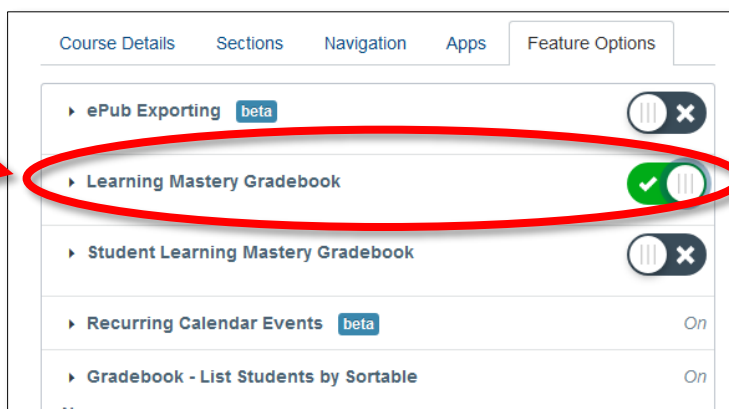 Course Details Sections Navigation Apps Feature Options
ePub Exporting beta
Learning Mastery Gradebook
Student Learning Mastery Gradebook
Recurring Calendar Events beta On
Gradebook - List Students by Sortable On